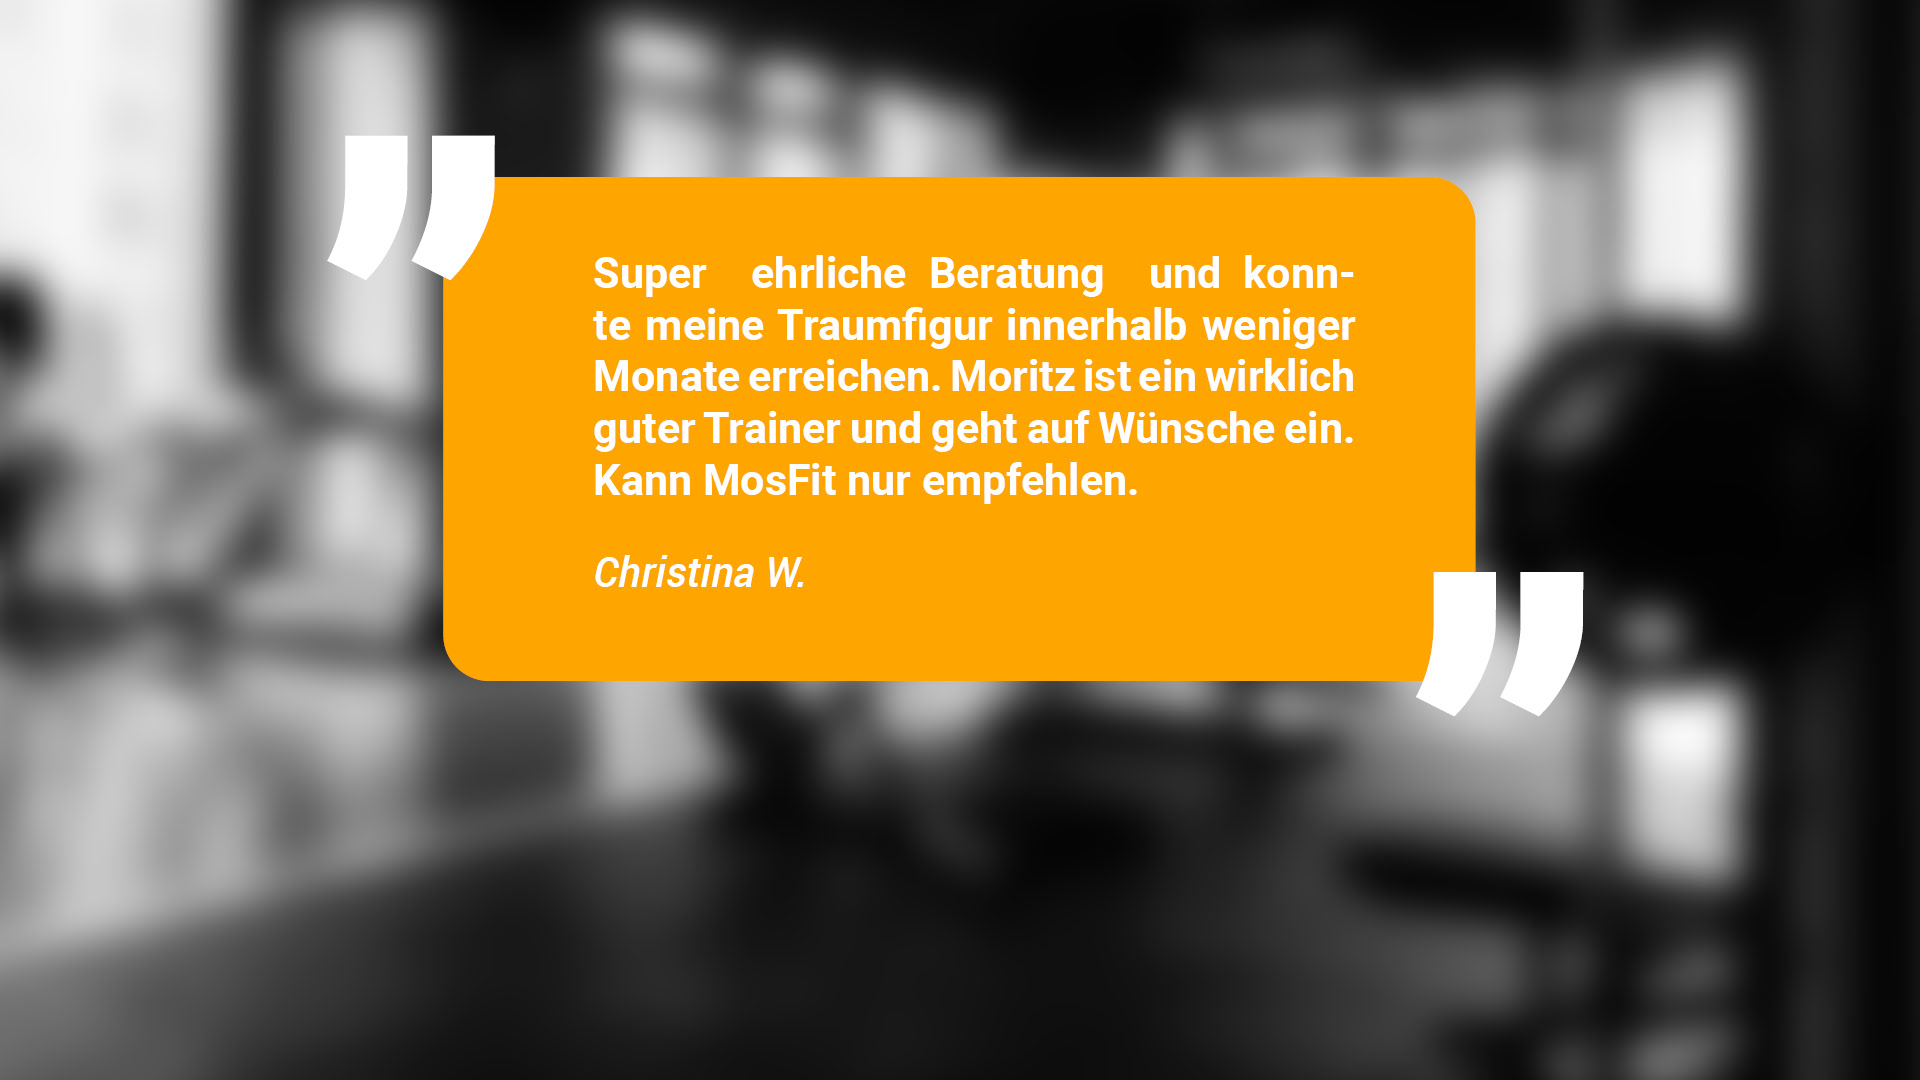 Super ehrliche Beratung und konn-
te meine Traumfigur innerhalb weniger
Monate erreichen. Moritz ist ein wirklich
guter Trainer und geht auf Wünsche ein.
Kann MosFit nur empfehlen.
Christina W.